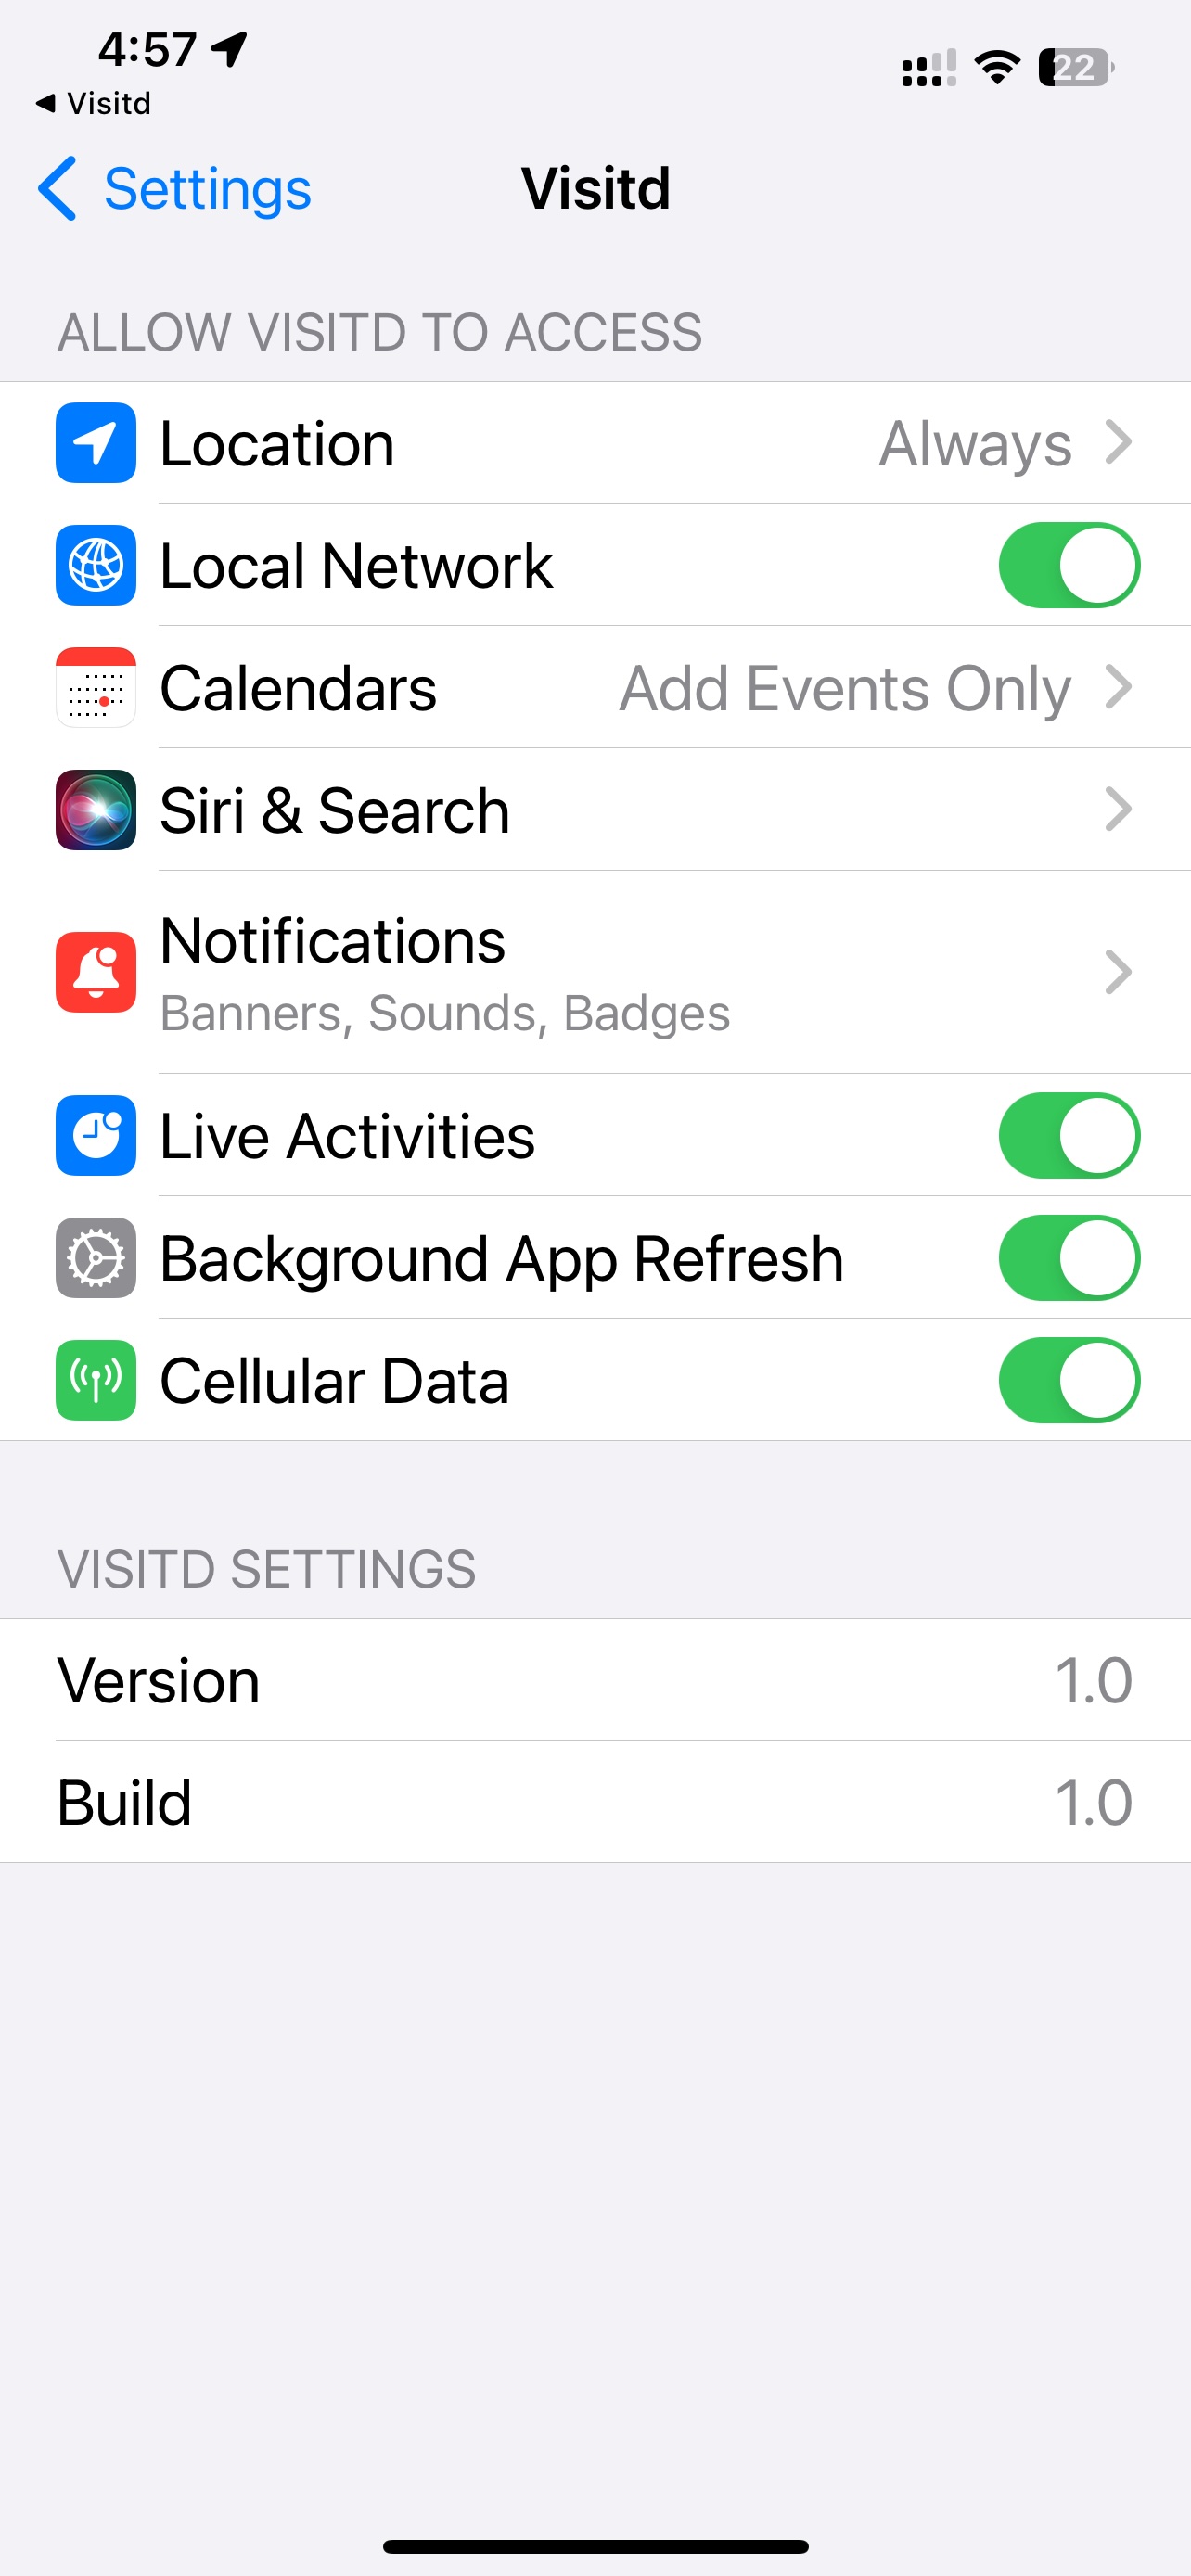 4:57
22
◀ Visitd
Settings
Visitd
ALLOW VISITD TO ACCESS
Location
Always
Local Network
Calendars
Add Events Only
Siri & Search
Notifications
Banners, Sounds, Badges
Live Activities
Background App Refresh
Cellular Data
VISITD SETTINGS
Version
1.0
Build
1.0